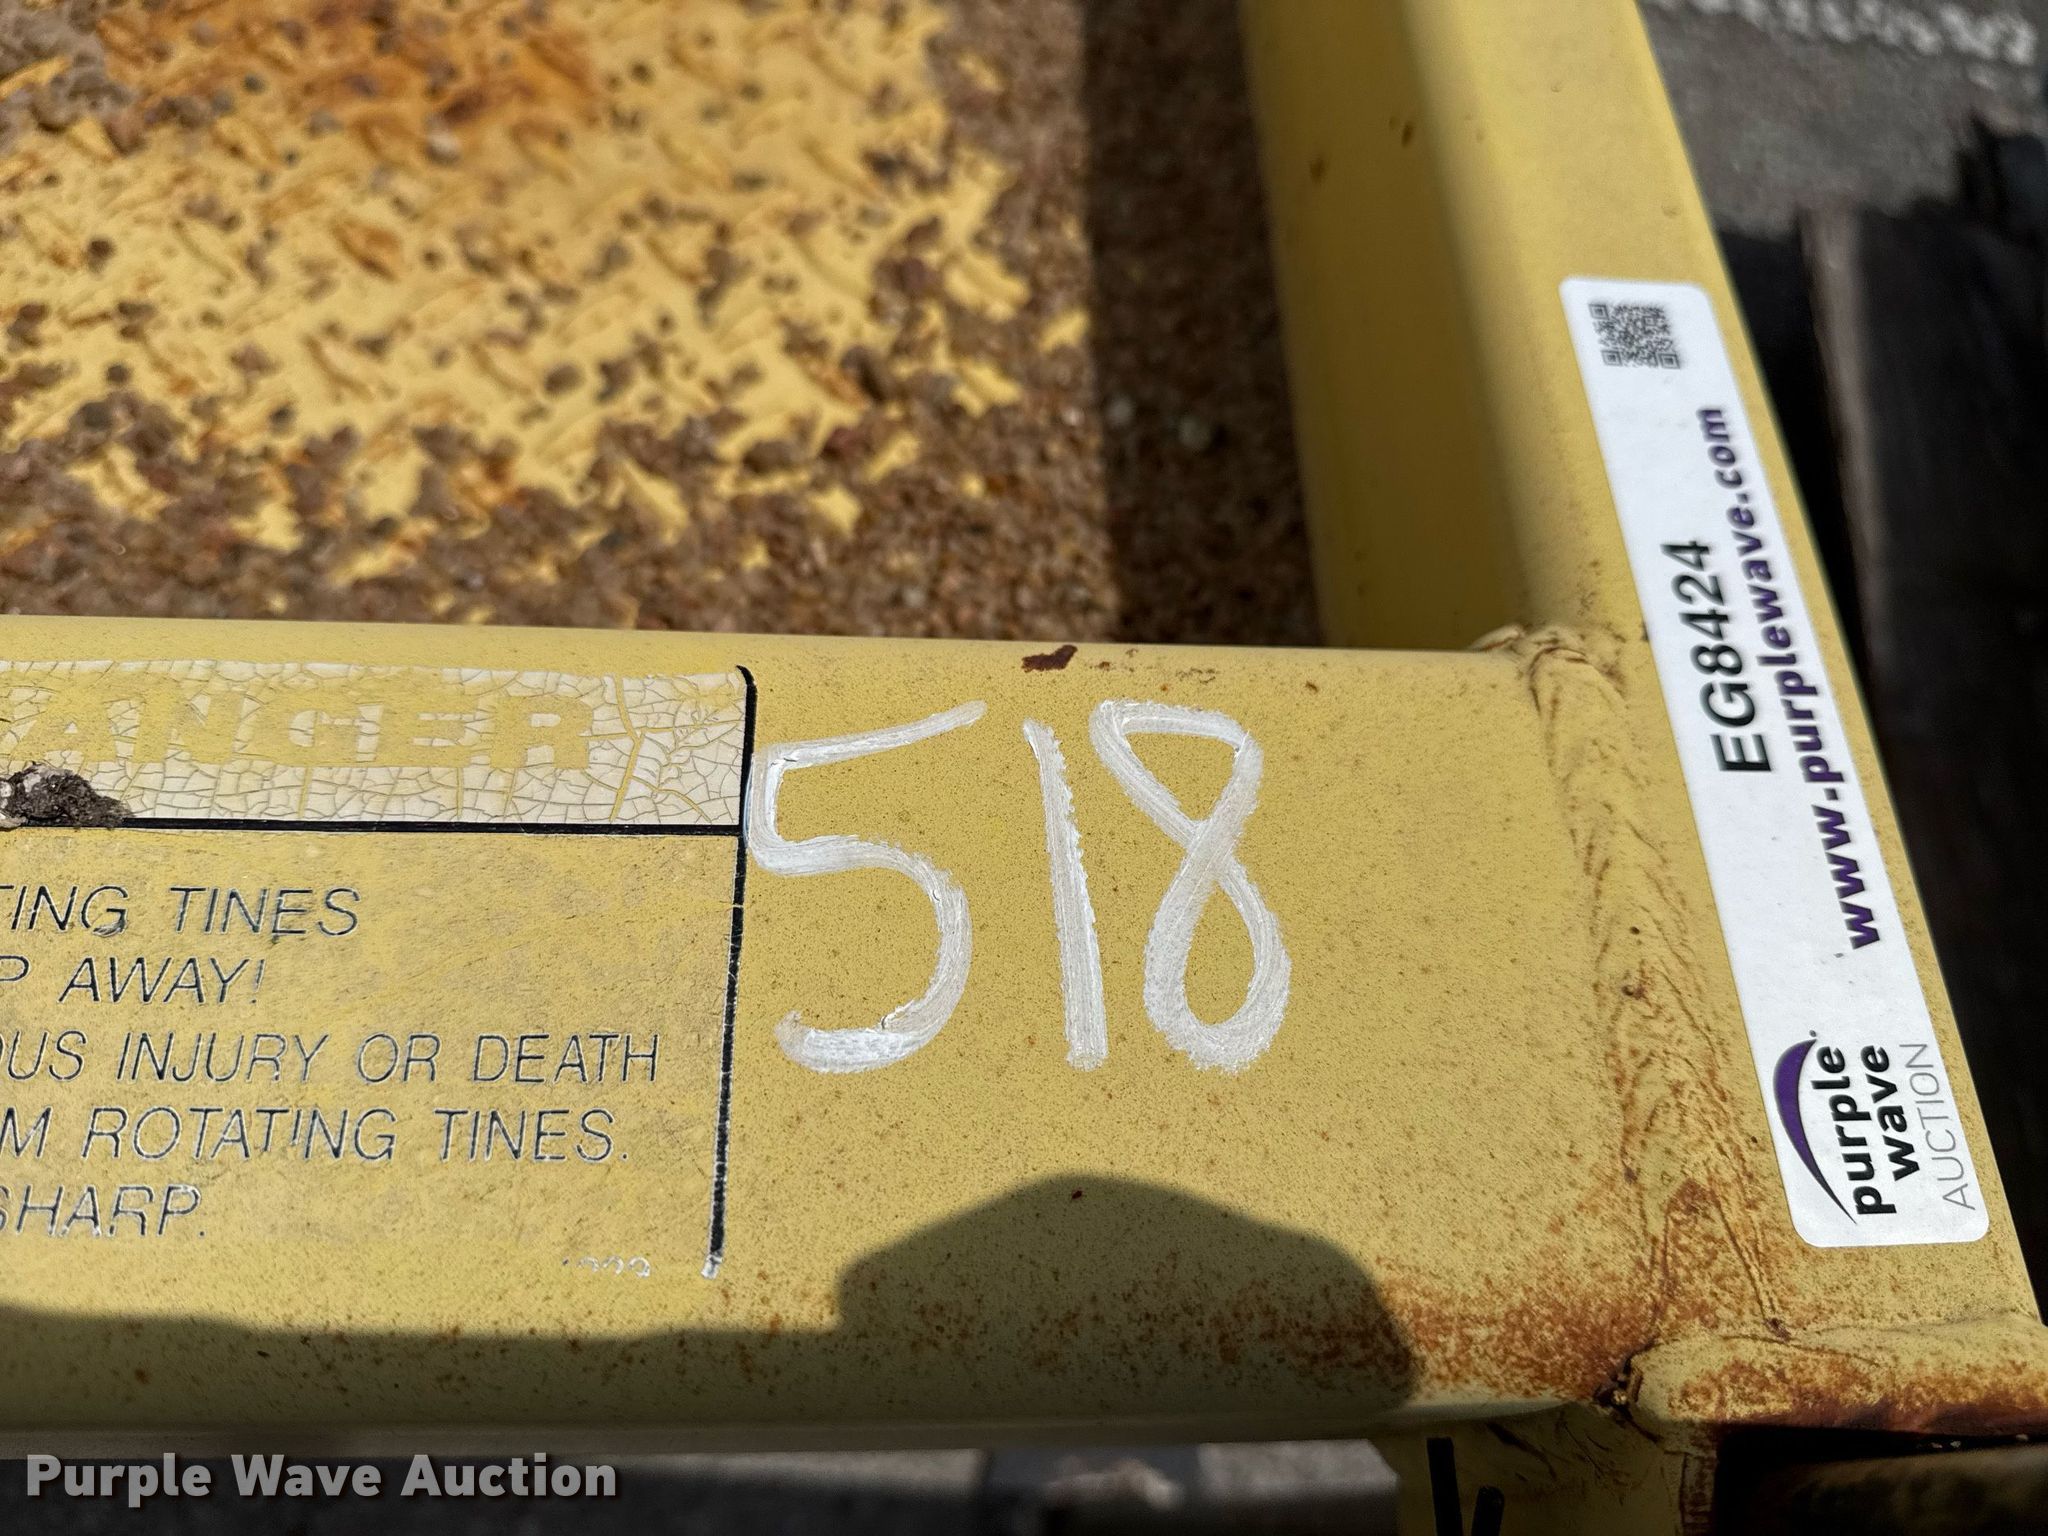 ANGER
TING TINES
P AWAY!
OUS INJURY OR DEATH
M ROTATING TINES.
SHARP.
518
EG8424
www.purplewave.com
purple
wave
AUCTION
Purple Wave Auction